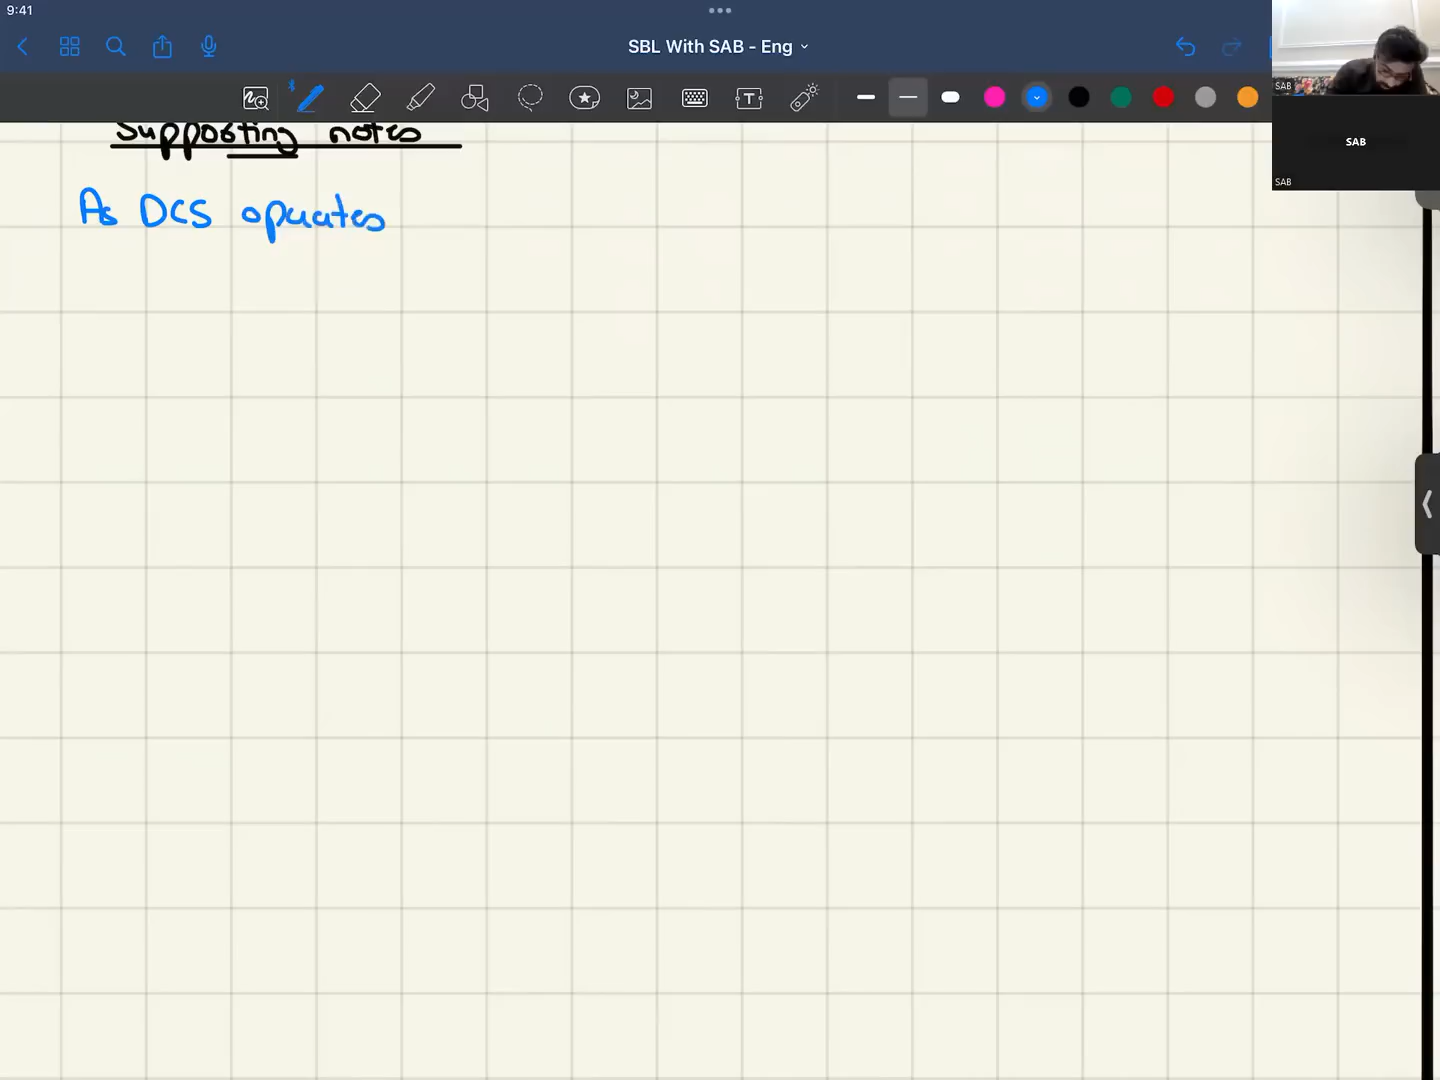 9:41
SBL With SAB - Eng
SAB
SAB
SAB
Supporting notes
As DCS operates